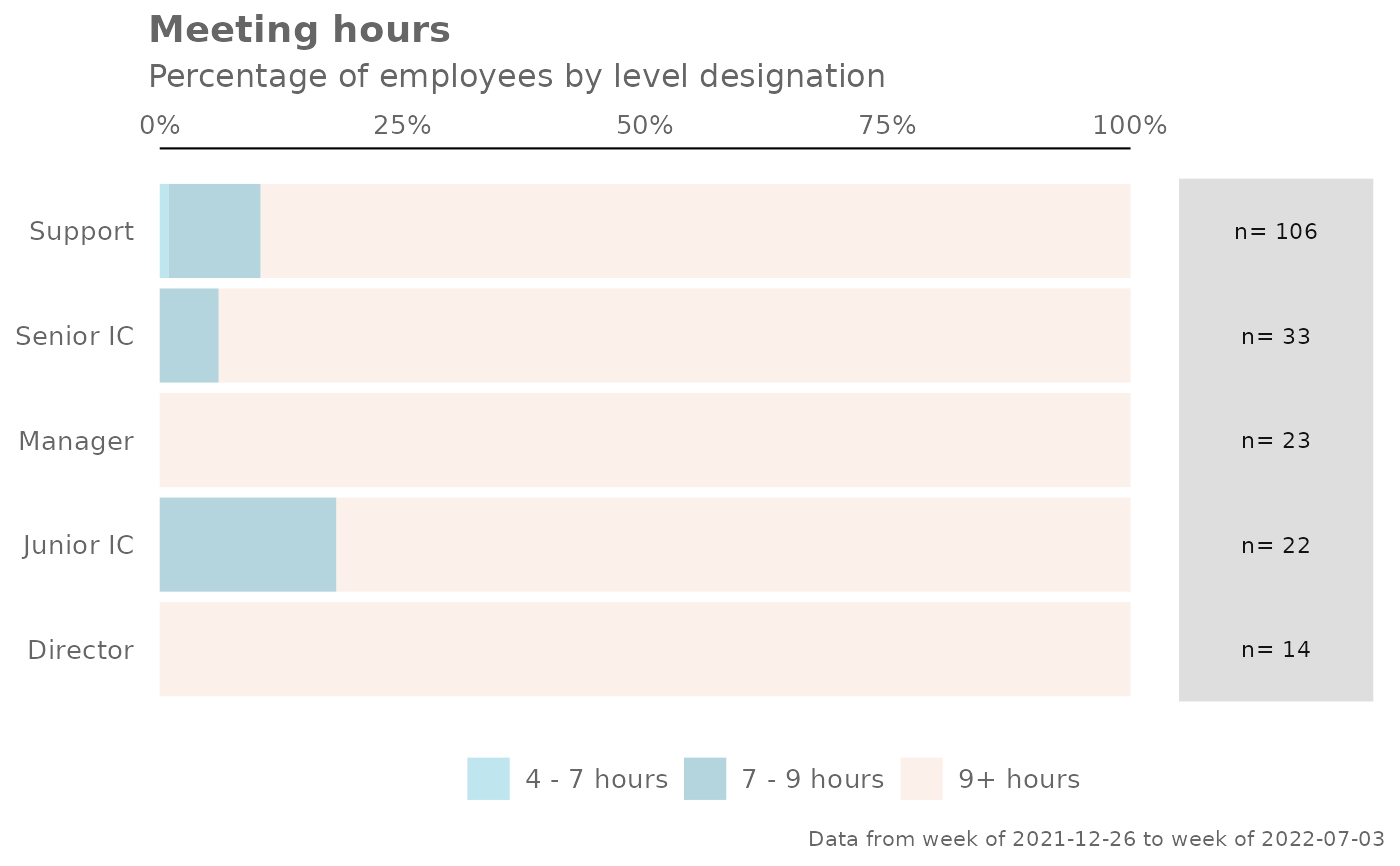 Meeting hours
Percentage of employees by level designation
0% 25% 50% 75% 100%
Support n= 106
Senior IC n= 33
Manager n= 23
Junior IC n= 22
Director n= 14
4 - 7 hours 7 - 9 hours 9+ hours
Data from week of 2021-12-26 to week of 2022-07-03